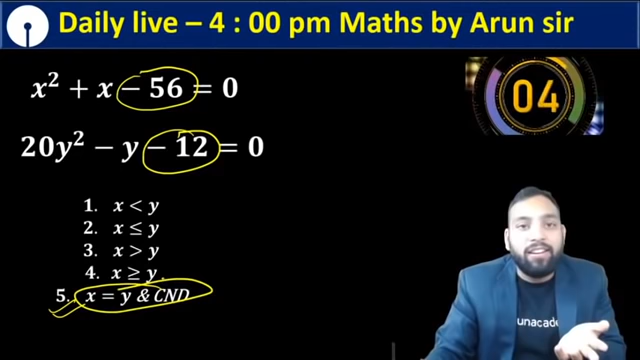 Daily live – 4 : 00 pm Maths by Arun sir
x² + x − 56 = 0
04
20y² − y − 12 = 0
1. x < y
2. x ≤ y
3. x > y
4. x ≥ y.
5. x = y & CND
unacade